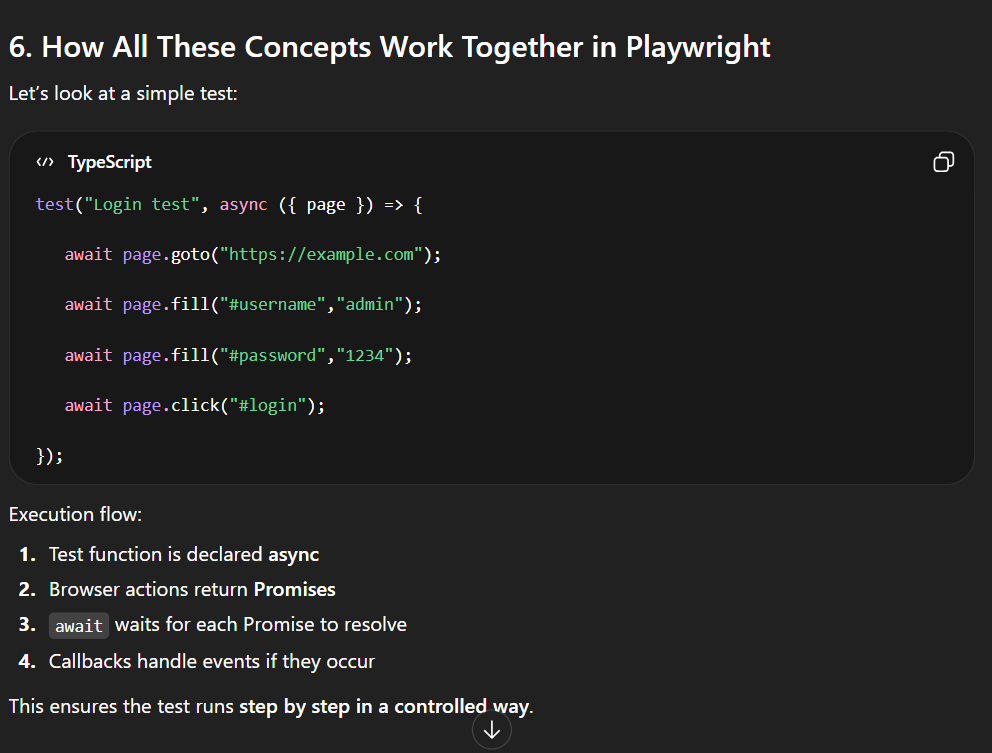 6. How All These Concepts Work Together in Playwright
Let's look at a simple test:
TypeScript
test("Login test", async ({ page }) => {
await page.goto("https://example.com");
await page.fill("#username","admin");
await page.fill("#password","1234");
await page.click("#login");
});
Execution flow:
1. Test function is declared async
2. Browser actions return Promises
3. await waits for each Promise to resolve
4. Callbacks handle events if they occur
This ensures the test runs step by step in a controlled way.